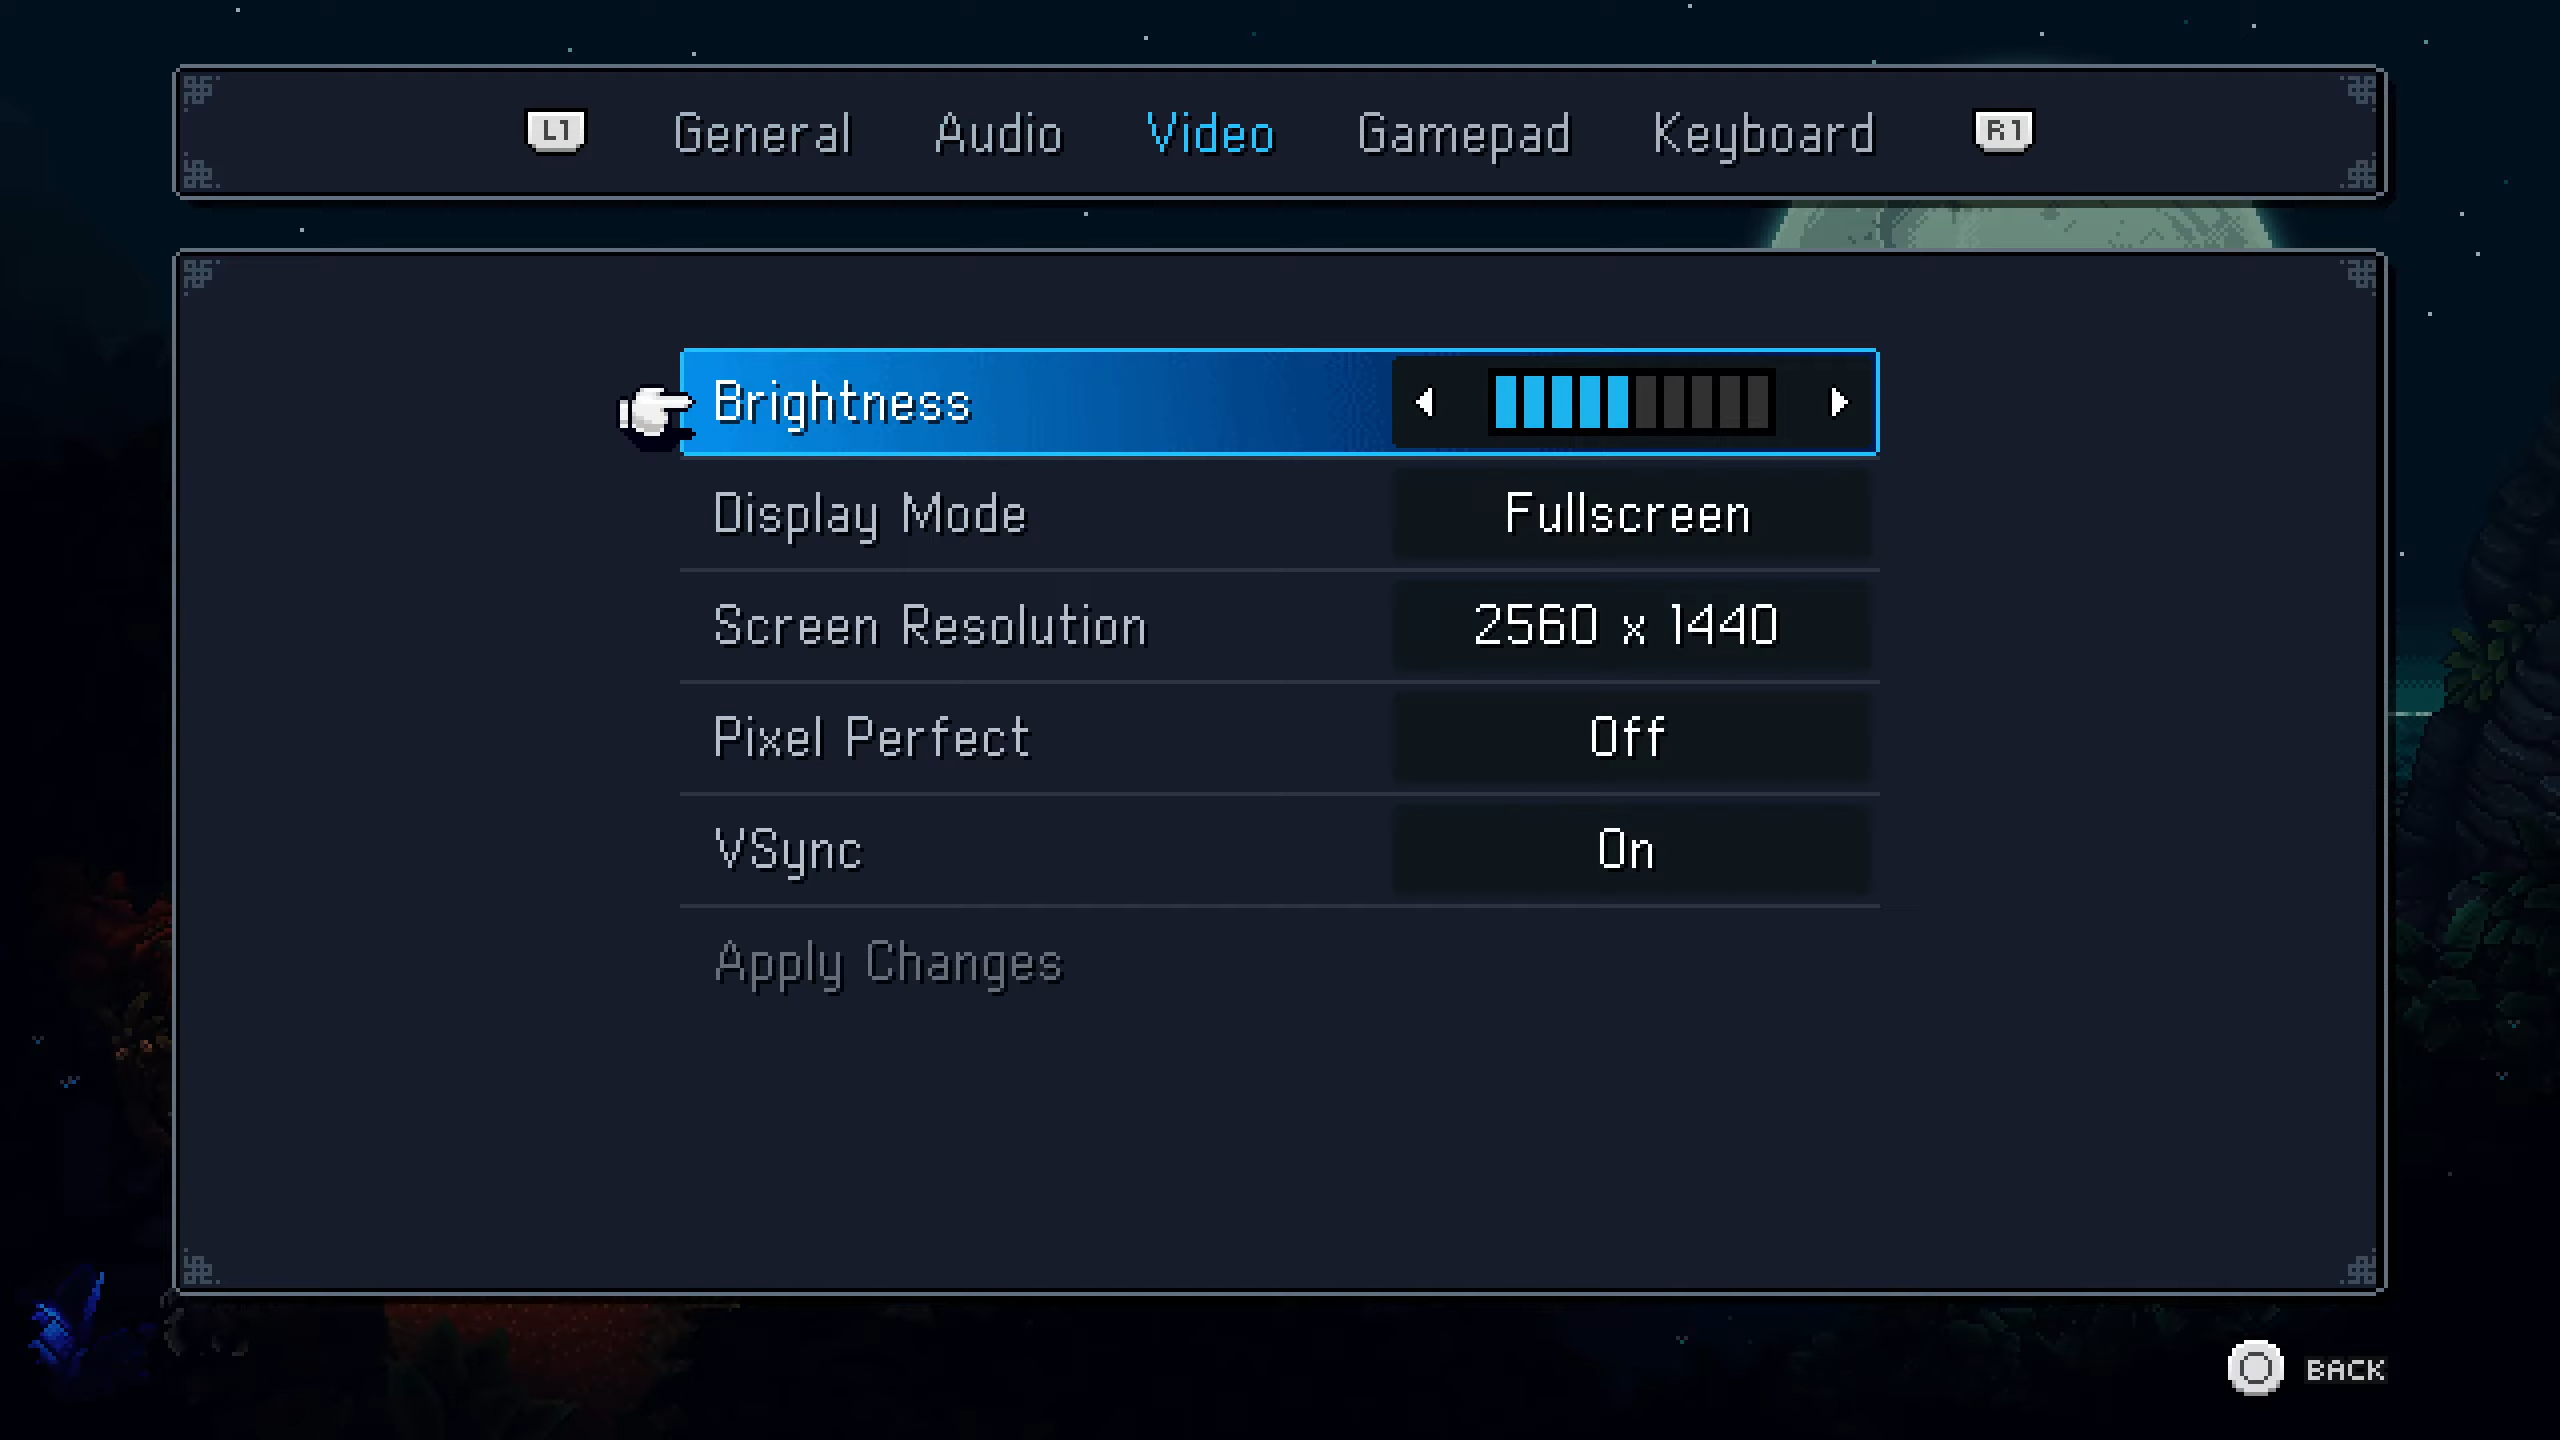 L1 General Audio Video Gamepad Keyboard R1
Brightness
Display Mode Fullscreen
Screen Resolution 2560 x 1440
Pixel Perfect Off
VSync On
Apply Changes
BACK